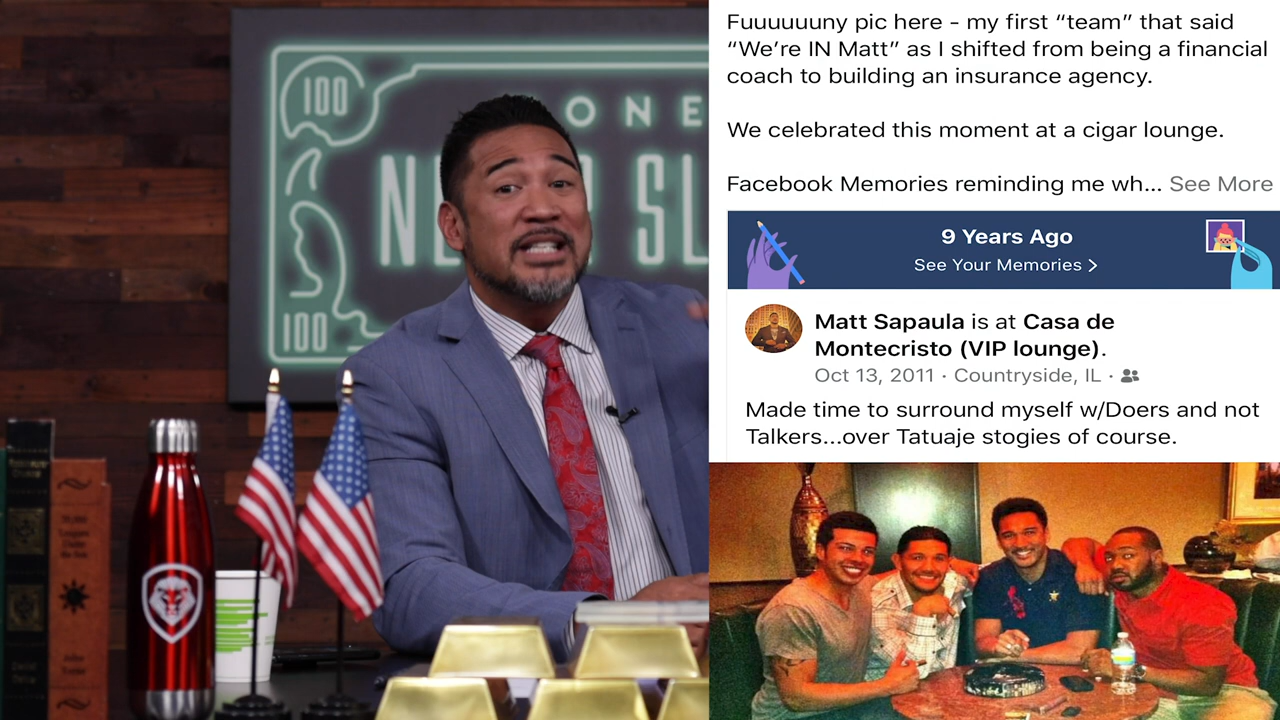 100
ONE
100
Fuuuuuuny pic here - my first “team” that said
“We’re IN Matt” as I shifted from being a financial
coach to building an insurance agency.
We celebrated this moment at a cigar lounge.
Facebook Memories reminding me wh... See More
9 Years Ago
See Your Memories >
Matt Sapaula is at Casa de
Montecristo (VIP lounge).
Oct 13, 2011 · Countryside, IL ·
Made time to surround myself w/Doers and not
Talkers...over Tatuaje stogies of course.